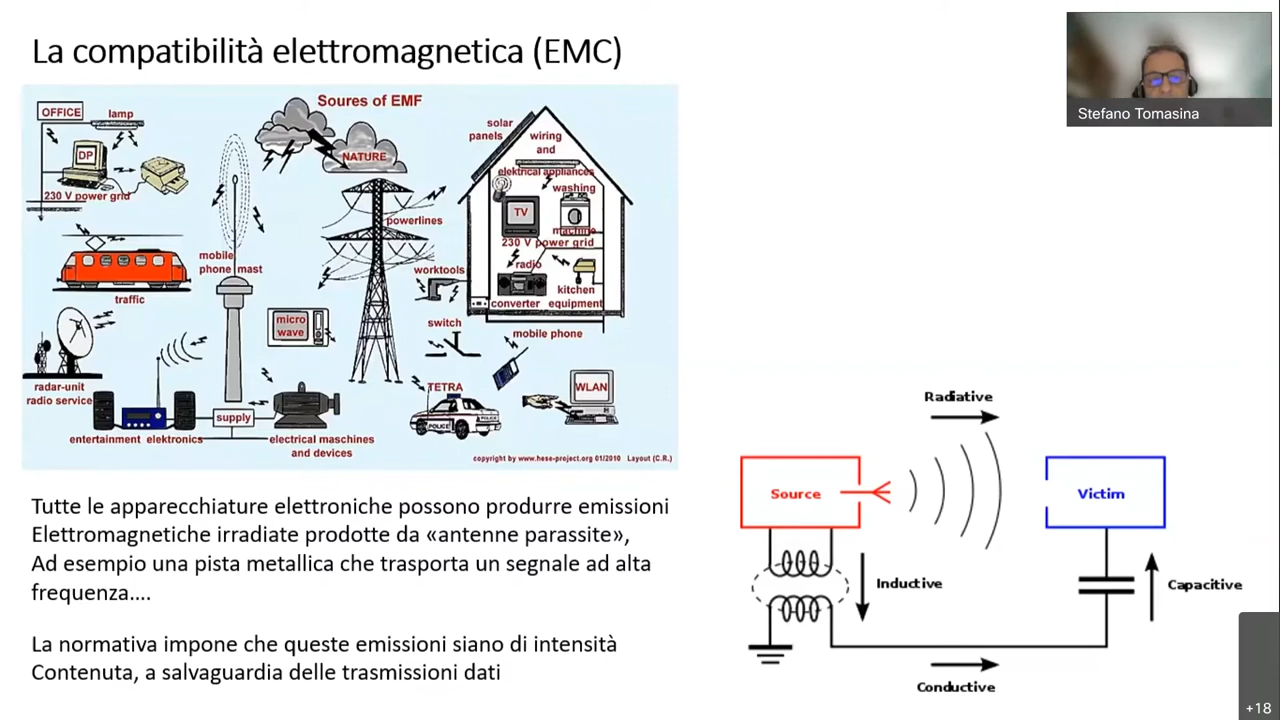 La compatibilità elettromagnetica (EMC)
Stefano Tomasina
Soures of EMF
OFFICE
lamp
DP
230 V power grid
NATURE
solar
panels
wiring
and
elektrical appliances
washing
TV
machine
230 V power grid
radio
kitchen
converter equipment
powerlines
mobile
phone mast
traffic
worktools
micro
wave
switch
mobile phone
radar-unit
radio service
TETRA
POLICE
WLAN
supply
entertainment elektronics
electrical maschines
and devices
copyright by www.hese-project.org 01/2010 Layout (C.R.)
Tutte le apparecchiature elettroniche possono produrre emissioni
Elettromagnetiche irradiate prodotte da «antenne parassite»,
Ad esempio una pista metallica che trasporta un segnale ad alta
frequenza....
La normativa impone che queste emissioni siano di intensità
Contenuta, a salvaguardia delle trasmissioni dati
Radiative
Source
Victim
Inductive
Capacitive
Conductive
+18